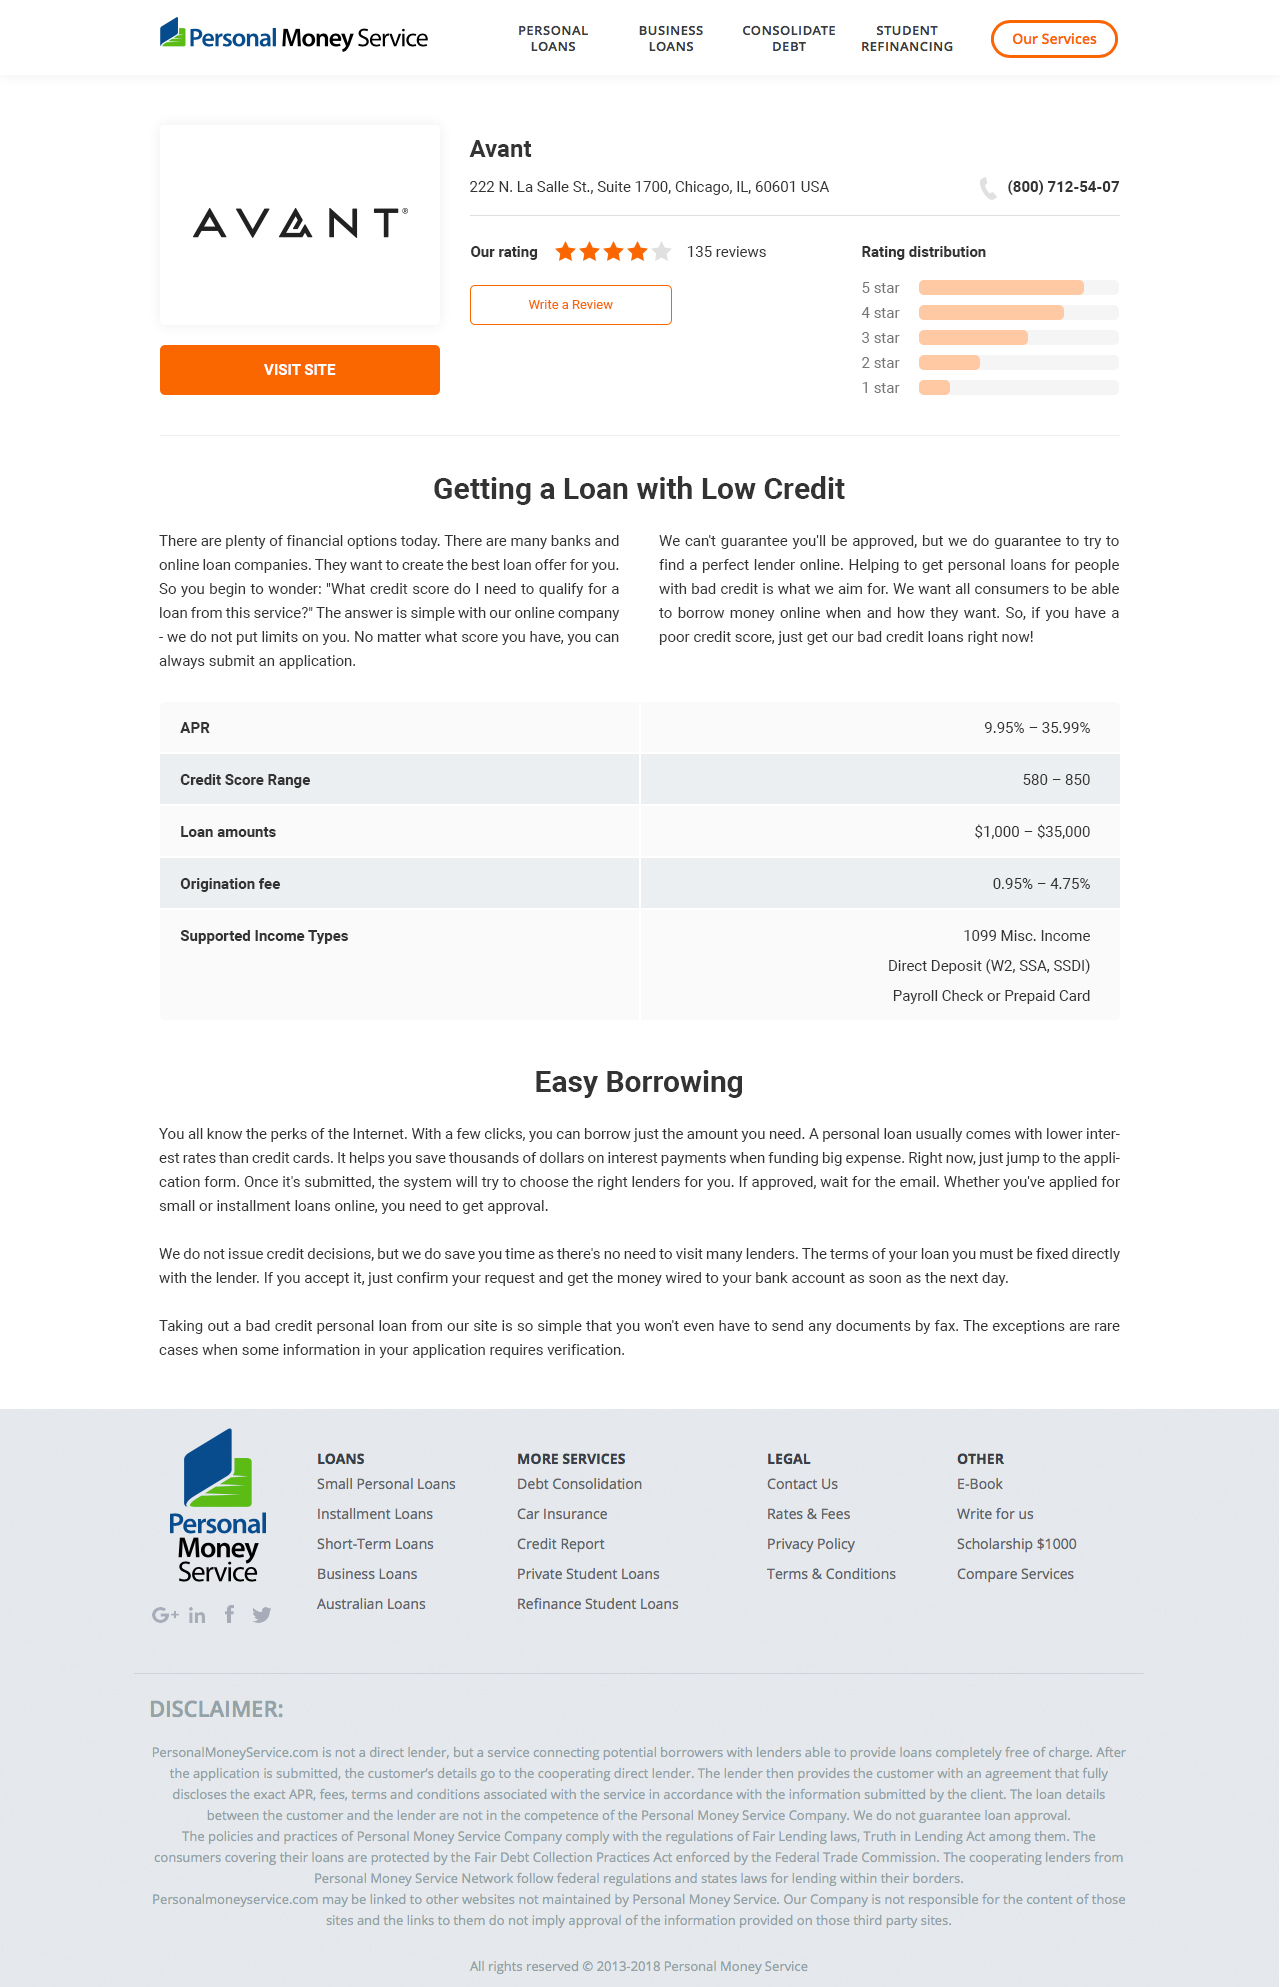 Personal Money Service
PERSONAL
LOANS
BUSINESS
LOANS
CONSOLIDATE
DEBT
STUDENT
REFINANCING
Our Services
AVANT®
VISIT SITE
Avant
222 N. La Salle St., Suite 1700, Chicago, IL, 60601 USA
(800) 712-54-07
Our rating
135 reviews
Write a Review
Rating distribution
5 star
4 star
3 star
2 star
1 star
Getting a Loan with Low Credit
There are plenty of financial options today. There are many banks and
online loan companies. They want to create the best loan offer for you.
So you begin to wonder: "What credit score do I need to qualify for a
loan from this service?" The answer is simple with our online company
- we do not put limits on you. No matter what score you have, you can
always submit an application.
We can't guarantee you'll be approved, but we do guarantee to try to
find a perfect lender online. Helping to get personal loans for people
with bad credit is what we aim for. We want all consumers to be able
to borrow money online when and how they want. So, if you have a
poor credit score, just get our bad credit loans right now!
APR
9.95% – 35.99%
Credit Score Range
580 – 850
Loan amounts
$1,000 – $35,000
Origination fee
0.95% – 4.75%
Supported Income Types
1099 Misc. Income
Direct Deposit (W2, SSA, SSDI)
Payroll Check or Prepaid Card
Easy Borrowing
You all know the perks of the Internet. With a few clicks, you can borrow just the amount you need. A personal loan usually comes with lower inter-
est rates than credit cards. It helps you save thousands of dollars on interest payments when funding big expense. Right now, just jump to the appli-
cation form. Once it's submitted, the system will try to choose the right lenders for you. If approved, wait for the email. Whether you've applied for
small or installment loans online, you need to get approval.
We do not issue credit decisions, but we do save you time as there's no need to visit many lenders. The terms of your loan you must be fixed directly
with the lender. If you accept it, just confirm your request and get the money wired to your bank account as soon as the next day.
Taking out a bad credit personal loan from our site is so simple that you won't even have to send any documents by fax. The exceptions are rare
cases when some information in your application requires verification.
Personal
Money
Service
G+ in f
LOANS
Small Personal Loans
Installment Loans
Short-Term Loans
Business Loans
Australian Loans
MORE SERVICES
Debt Consolidation
Car Insurance
Credit Report
Private Student Loans
Refinance Student Loans
LEGAL
Contact Us
Rates & Fees
Privacy Policy
Terms & Conditions
OTHER
E-Book
Write for us
Scholarship $1000
Compare Services
DISCLAIMER:
PersonalMoneyService.com is not a direct lender, but a service connecting potential borrowers with lenders able to provide loans completely free of charge. After
the application is submitted, the customer's details go to the cooperating direct lender. The lender then provides the customer with an agreement that fully
discloses the exact APR, fees, terms and conditions associated with the service in accordance with the information submitted by the client. The loan details
between the customer and the lender are not in the competence of the Personal Money Service Company. We do not guarantee loan approval.
The policies and practices of Personal Money Service Company comply with the regulations of Fair Lending laws, Truth in Lending Act among them. The
consumers covering their loans are protected by the Fair Debt Collection Practices Act enforced by the Federal Trade Commission. The cooperating lenders from
Personal Money Service Network follow federal regulations and states laws for lending within their borders.
Personalmoneyservice.com may be linked to other websites not maintained by Personal Money Service. Our Company is not responsible for the content of those
sites and the links to them do not imply approval of the information provided on those third party sites.
All rights reserved © 2013-2018 Personal Money Service